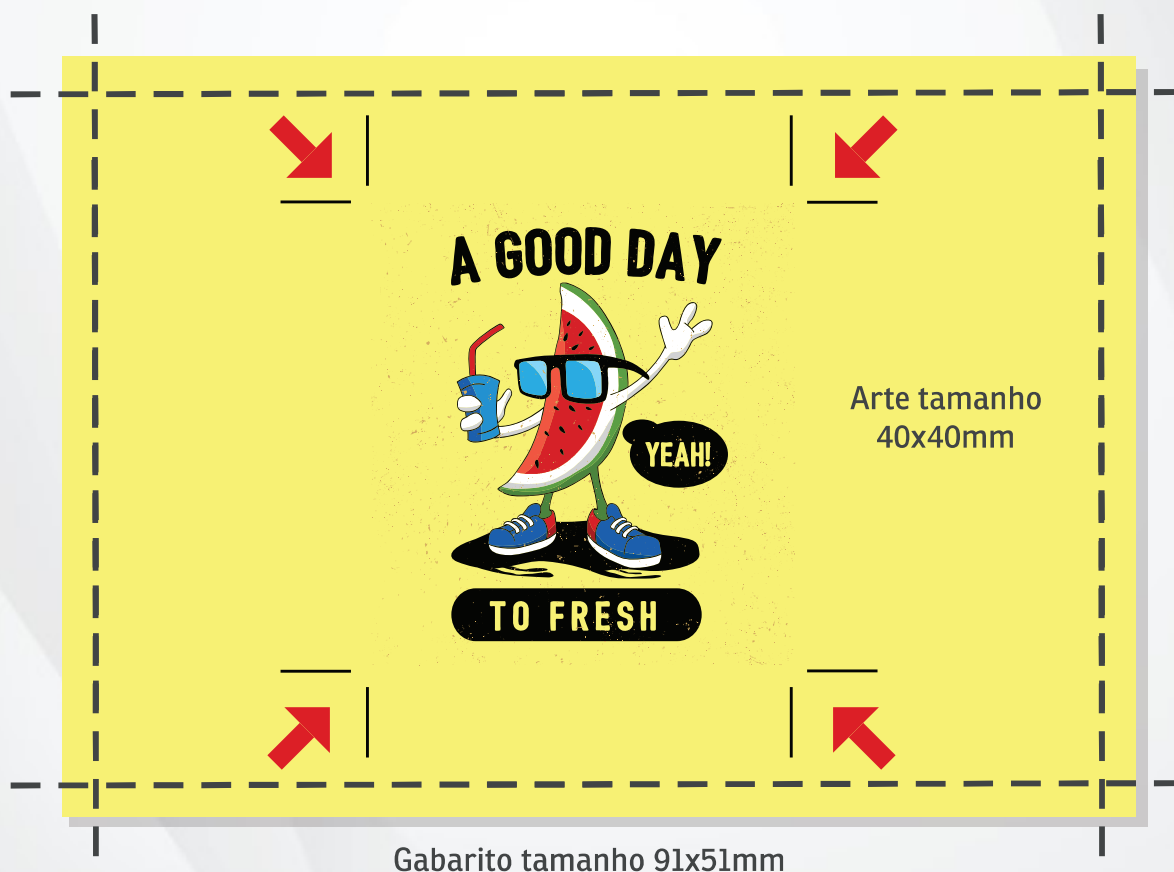 A GOOD DAY
Arte tamanho
40x40mm
YEAH!
TO FRESH
Gabarito tamanho 91x51mm